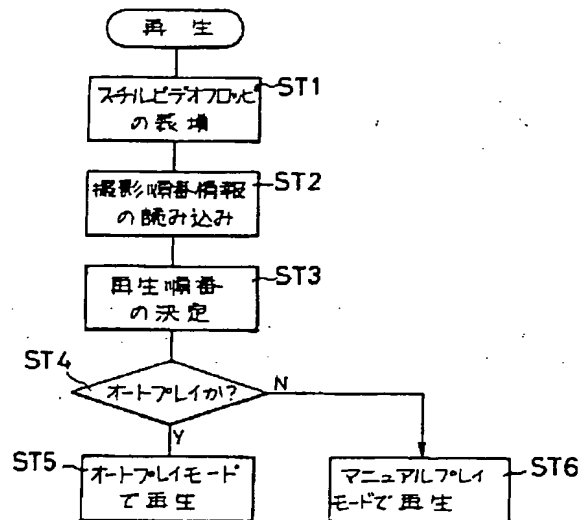 再生
スチルビデオフロッピ
の装填
ST1
撮影順番情報
の読み込み
ST2
再生順番
の決定
ST3
ST4
オートプレイか?
N
Y
ST5
オートプレイモード
で再生
マニュアルプレイ
モードで再生
ST6